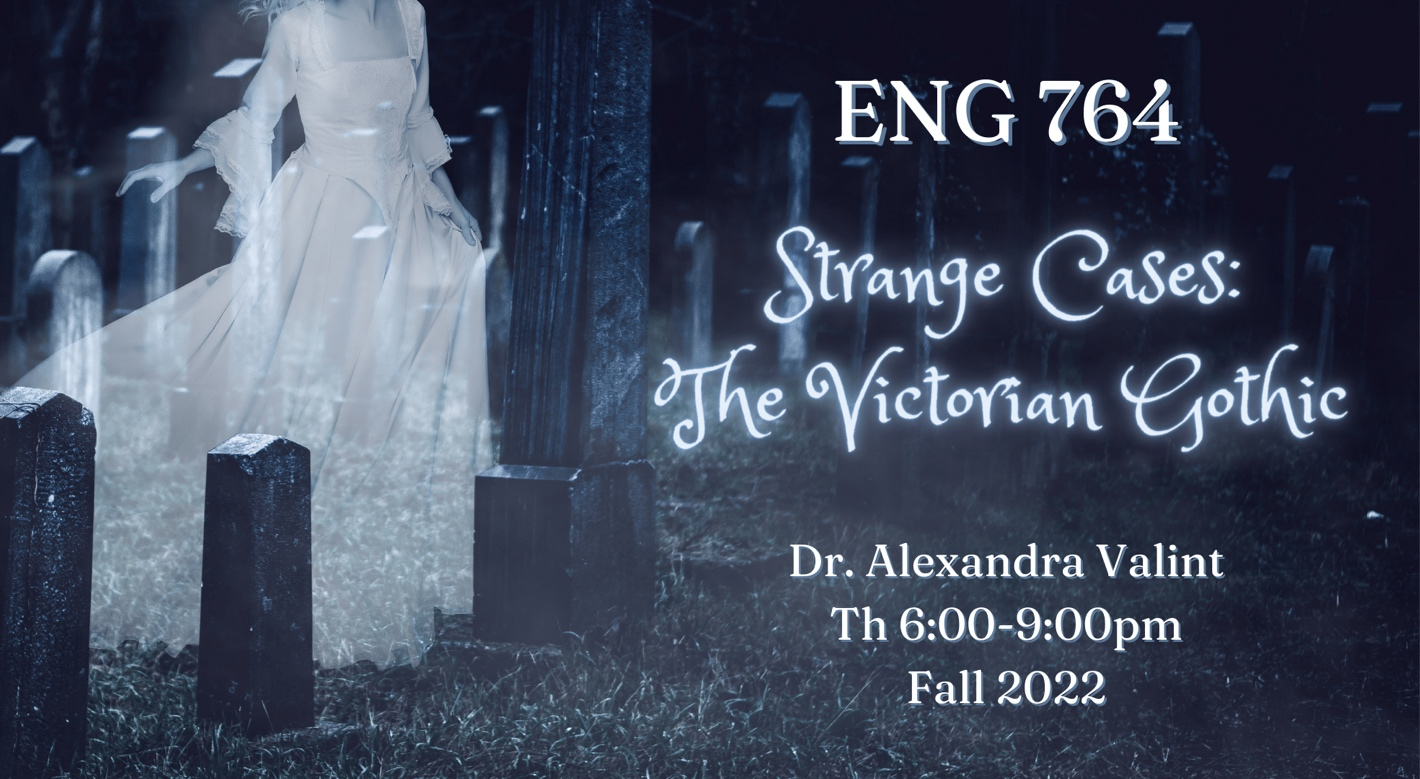 ENG 764
Strange Cases:
The Victorian Gothic
Dr. Alexandra Valint
Th 6:00-9:00pm
Fall 2022